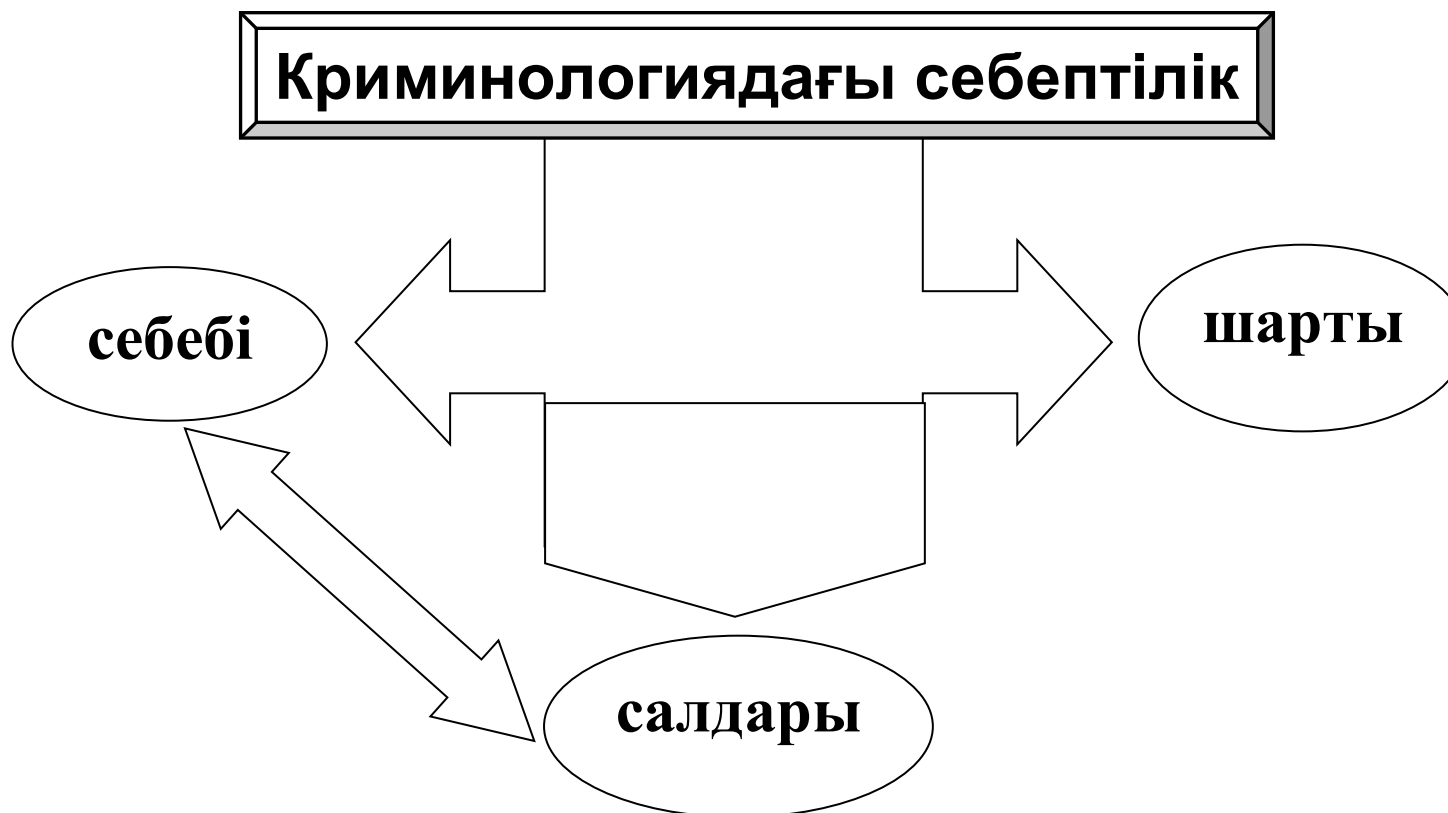 Криминологиядағы себептілік
себебі
шарты
салдары